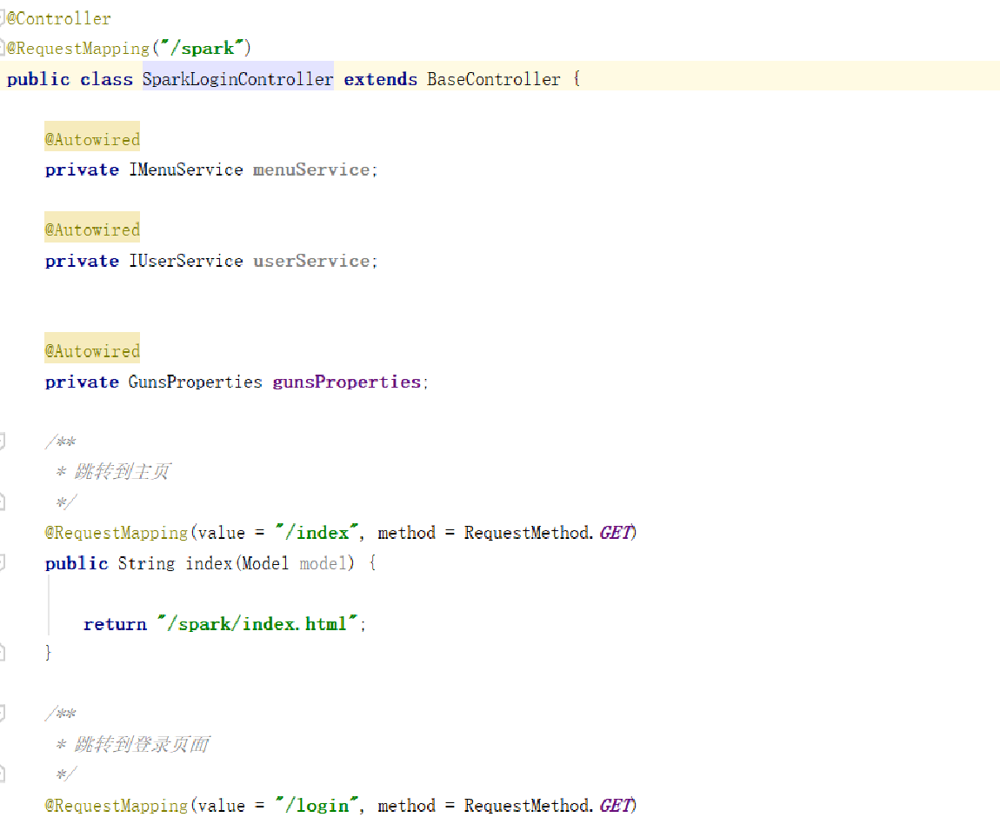 @Controller
@RequestMapping("/spark")
public class SparkLoginController extends BaseController {
@Autowired
private IMenuService menuService;
@Autowired
private IUserService userService;
@Autowired
private GunsProperties gunsProperties;
/**
* 跳转到主页
*/
@RequestMapping(value = "/index", method = RequestMethod.GET)
public String index(Model model) {
return "/spark/index.html";
}
/**
* 跳转到登录页面
*/
@RequestMapping(value = "/login", method = RequestMethod.GET)